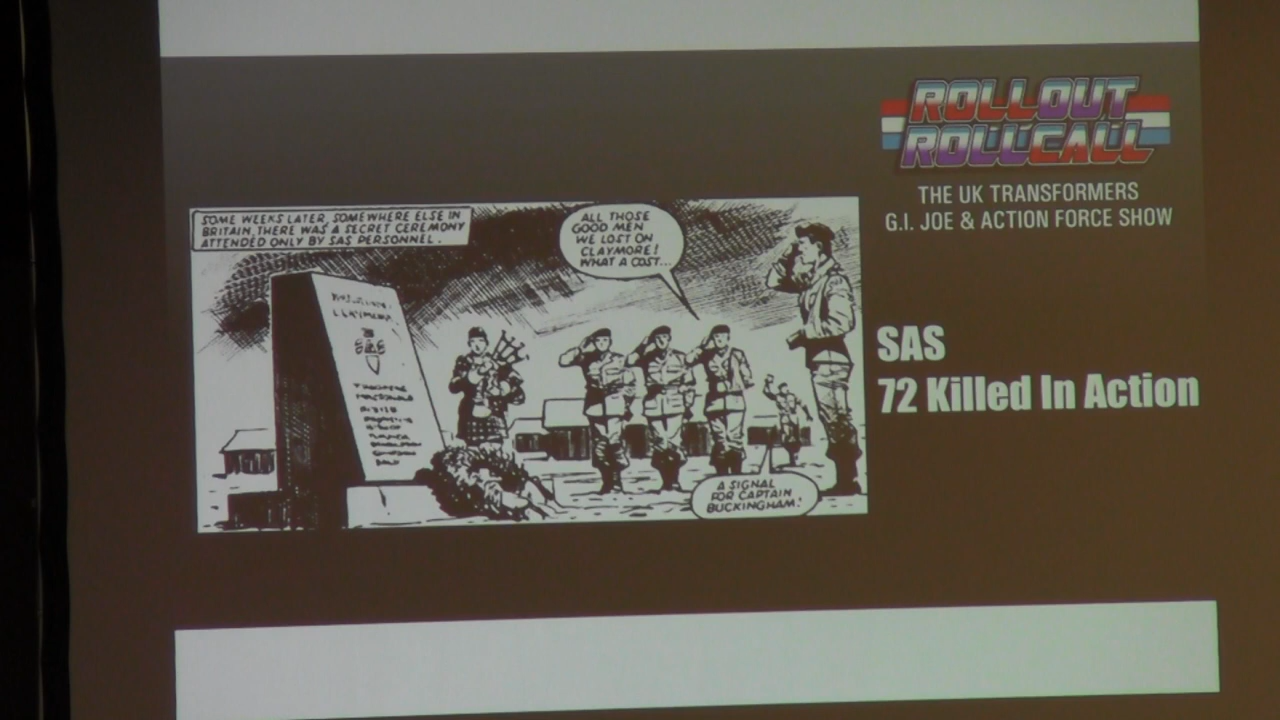 ROLLOUT
ROLLCALL
THE UK TRANSFORMERS
G.I. JOE & ACTION FORCE SHOW
SOME WEEKS LATER, SOMEWHERE ELSE IN
BRITAIN, THERE WAS A SECRET CEREMONY
ATTENDED ONLY BY SAS PERSONNEL.
ALL THOSE
GOOD MEN
WE LOST ON
CLAYMORE!
WHAT A COST...
A SIGNAL
FOR CAPTAIN
BUCKINGHAM!
SAS
72 Killed In Action